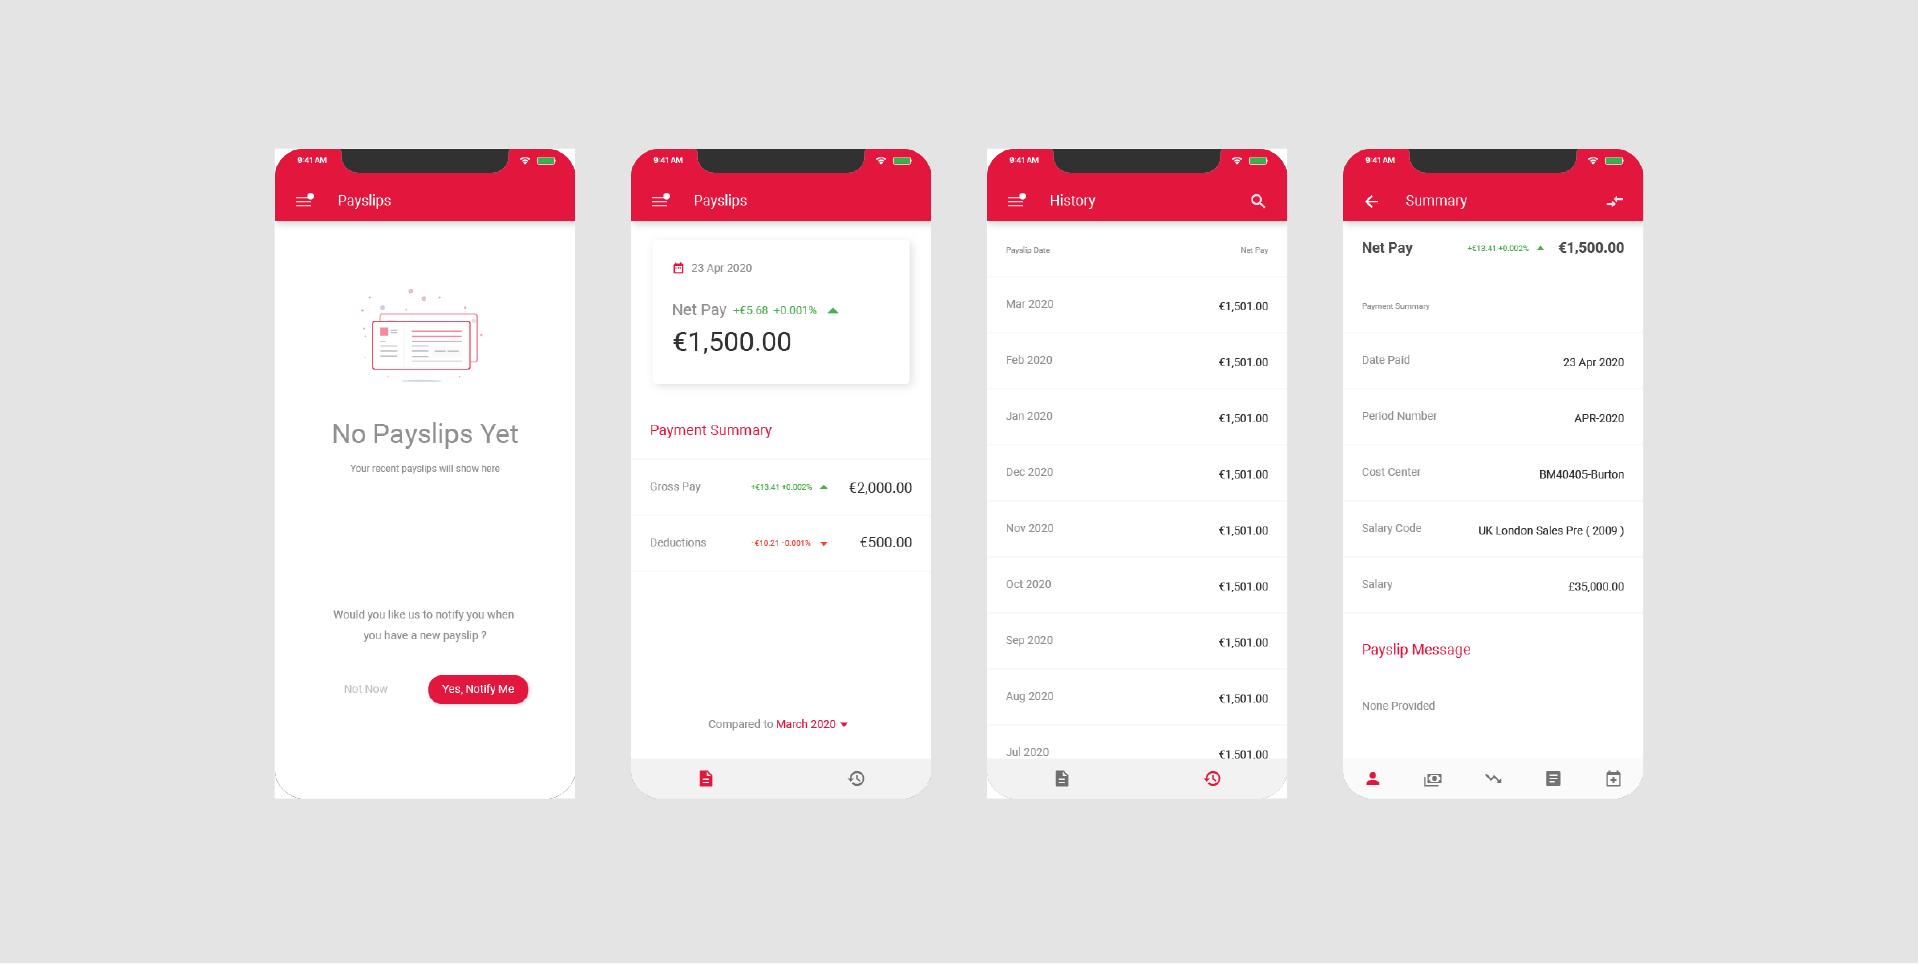 9:41 AM
Payslips
No Payslips Yet
Your recent payslips will show here
Would you like us to notify you when
you have a new payslip ?
Not Now
Yes, Notify Me
9:41 AM
Payslips
23 Apr 2020
Net Pay +€5.68 +0.001%
€1,500.00
Payment Summary
Gross Pay +€13.41 +0.002% €2,000.00
Deductions -€10.21 -0.001% €500.00
Compared to March 2020
9:41 AM
History
Payslip Date Net Pay
Mar 2020 €1,501.00
Feb 2020 €1,501.00
Jan 2020 €1,501.00
Dec 2020 €1,501.00
Nov 2020 €1,501.00
Oct 2020 €1,501.00
Sep 2020 €1,501.00
Aug 2020 €1,501.00
Jul 2020 €1,501.00
9:41 AM
Summary
Net Pay +€13.41 +0.002% €1,500.00
Payment Summary
Date Paid 23 Apr 2020
Period Number APR-2020
Cost Center BM40405-Burton
Salary Code UK London Sales Pre ( 2009 )
Salary £35,000.00
Payslip Message
None Provided